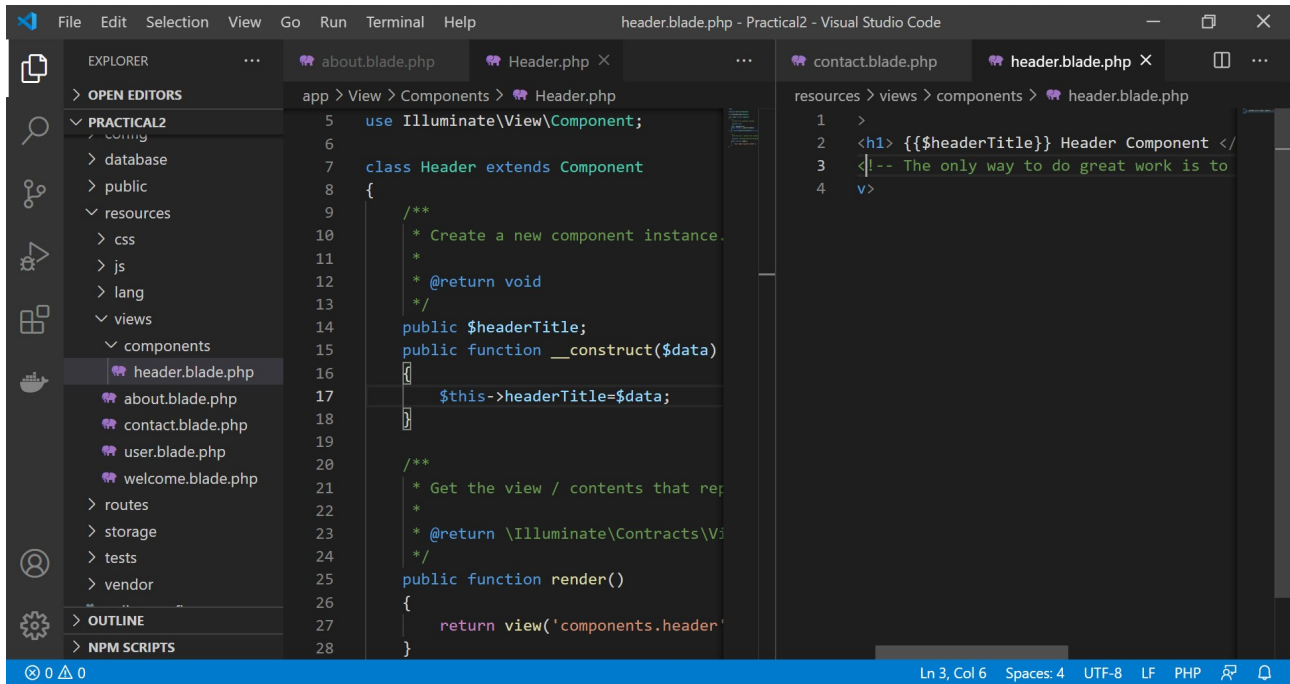 File Edit Selection View Go Run Terminal Help header.blade.php - Practical2 - Visual Studio Code
EXPLORER
OPEN EDITORS
PRACTICAL2
config
database
public
resources
css
js
lang
views
components
header.blade.php
about.blade.php
contact.blade.php
user.blade.php
welcome.blade.php
routes
storage
tests
vendor
OUTLINE
NPM SCRIPTS
about.blade.php Header.php
app > View > Components > Header.php
5 use Illuminate\View\Component;
6
7 class Header extends Component
8 {
9 /**
10 * Create a new component instance.
11 *
12 * @return void
13 */
14 public $headerTitle;
15 public function __construct($data)
16 {
17 $this->headerTitle=$data;
18 }
19
20 /**
21 * Get the view / contents that rep
22 *
23 * @return \Illuminate\Contracts\Vi
24 */
25 public function render()
26 {
27 return view('components.header'
28 }
contact.blade.php header.blade.php
resources > views > components > header.blade.php
1 >
2 <h1> {{$headerTitle}} Header Component </
3 <!-- The only way to do great work is to
4 v>
0 0 Ln 3, Col 6 Spaces: 4 UTF-8 LF PHP